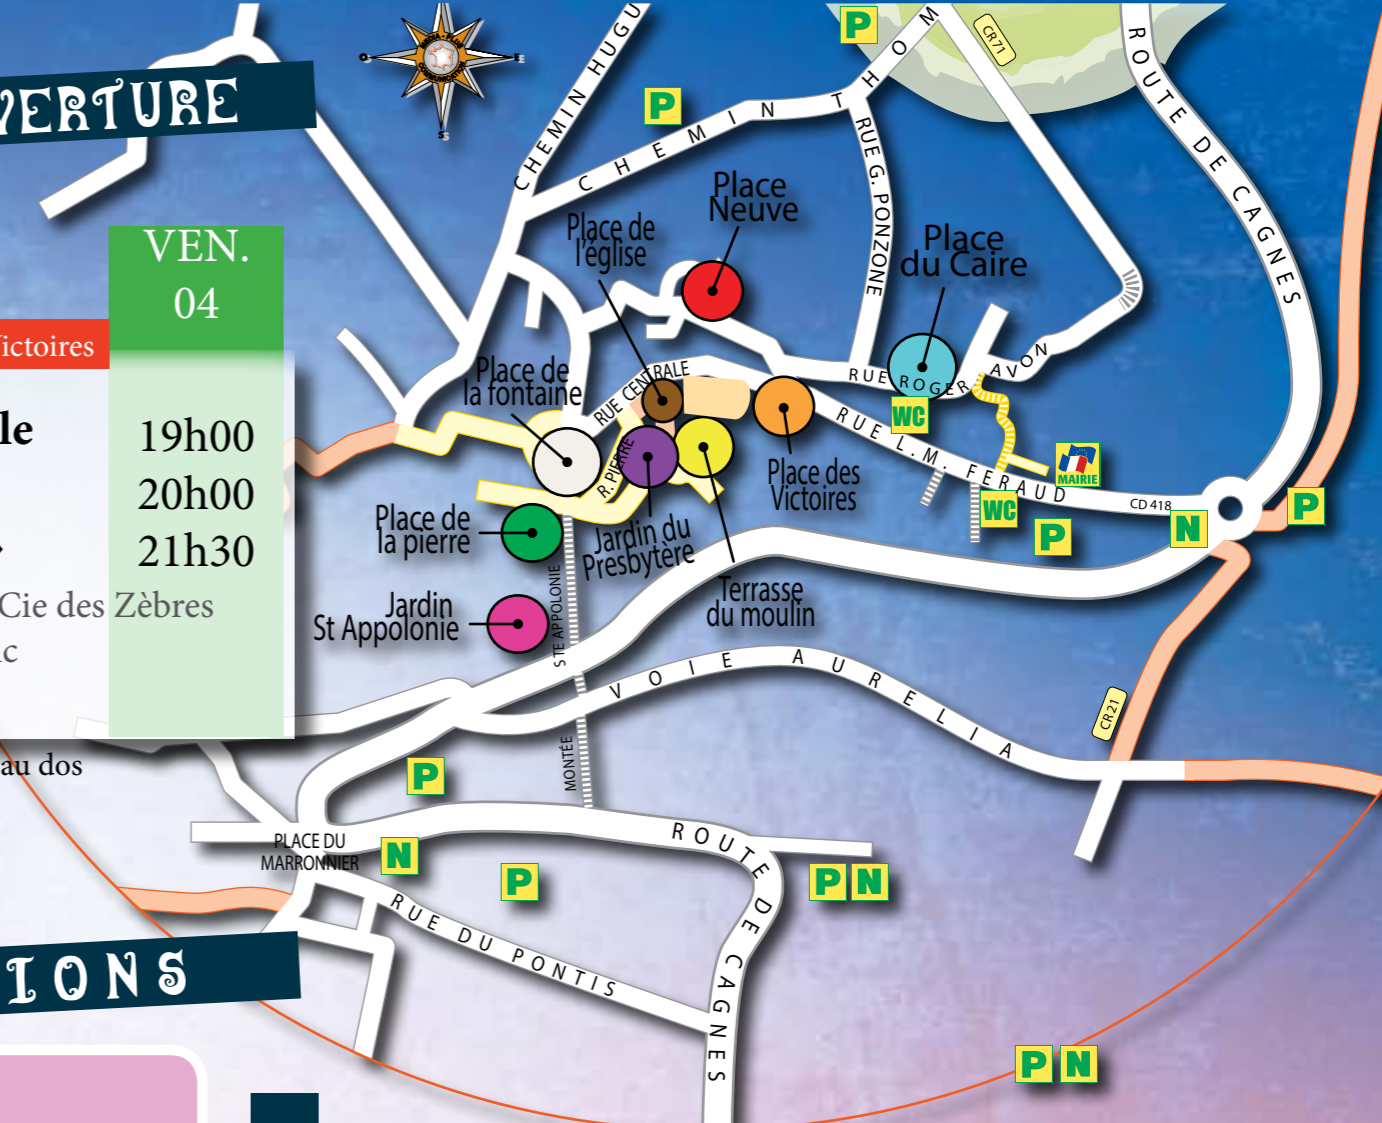 VERTURE
VEN.
04
ictoires
le
19h00
20h00
21h30
Cie des Zèbres
c
au dos
IONS
MEDIA-PLUS
COMMUNICATION
O
E
S
CHEMIN HUGU
CHEMIN THOM
CR71
ROUTE DE CAGNES
RUE G. PONZONE
Place
Neuve
Place de
l'église
Place
du Caire
Place de
la fontaine
RUE CENTRALE
RUE ROGER AVON
RUE L.M. FERAUD
R. PIERRE
Place des
Victoires
MAIRIE
CD 418
Place de
la pierre
Jardin du
Presbytère
Terrasse
du moulin
Jardin
St Appolonie
STE APPOLONIE
MONTÉE
VOIE AURELIA
CR21
PLACE DU
MARRONNIER
ROUTE DE CAGNES
RUE DU PONTIS
P
P
WC
WC
P
N
P
P
N
P
P N
P N